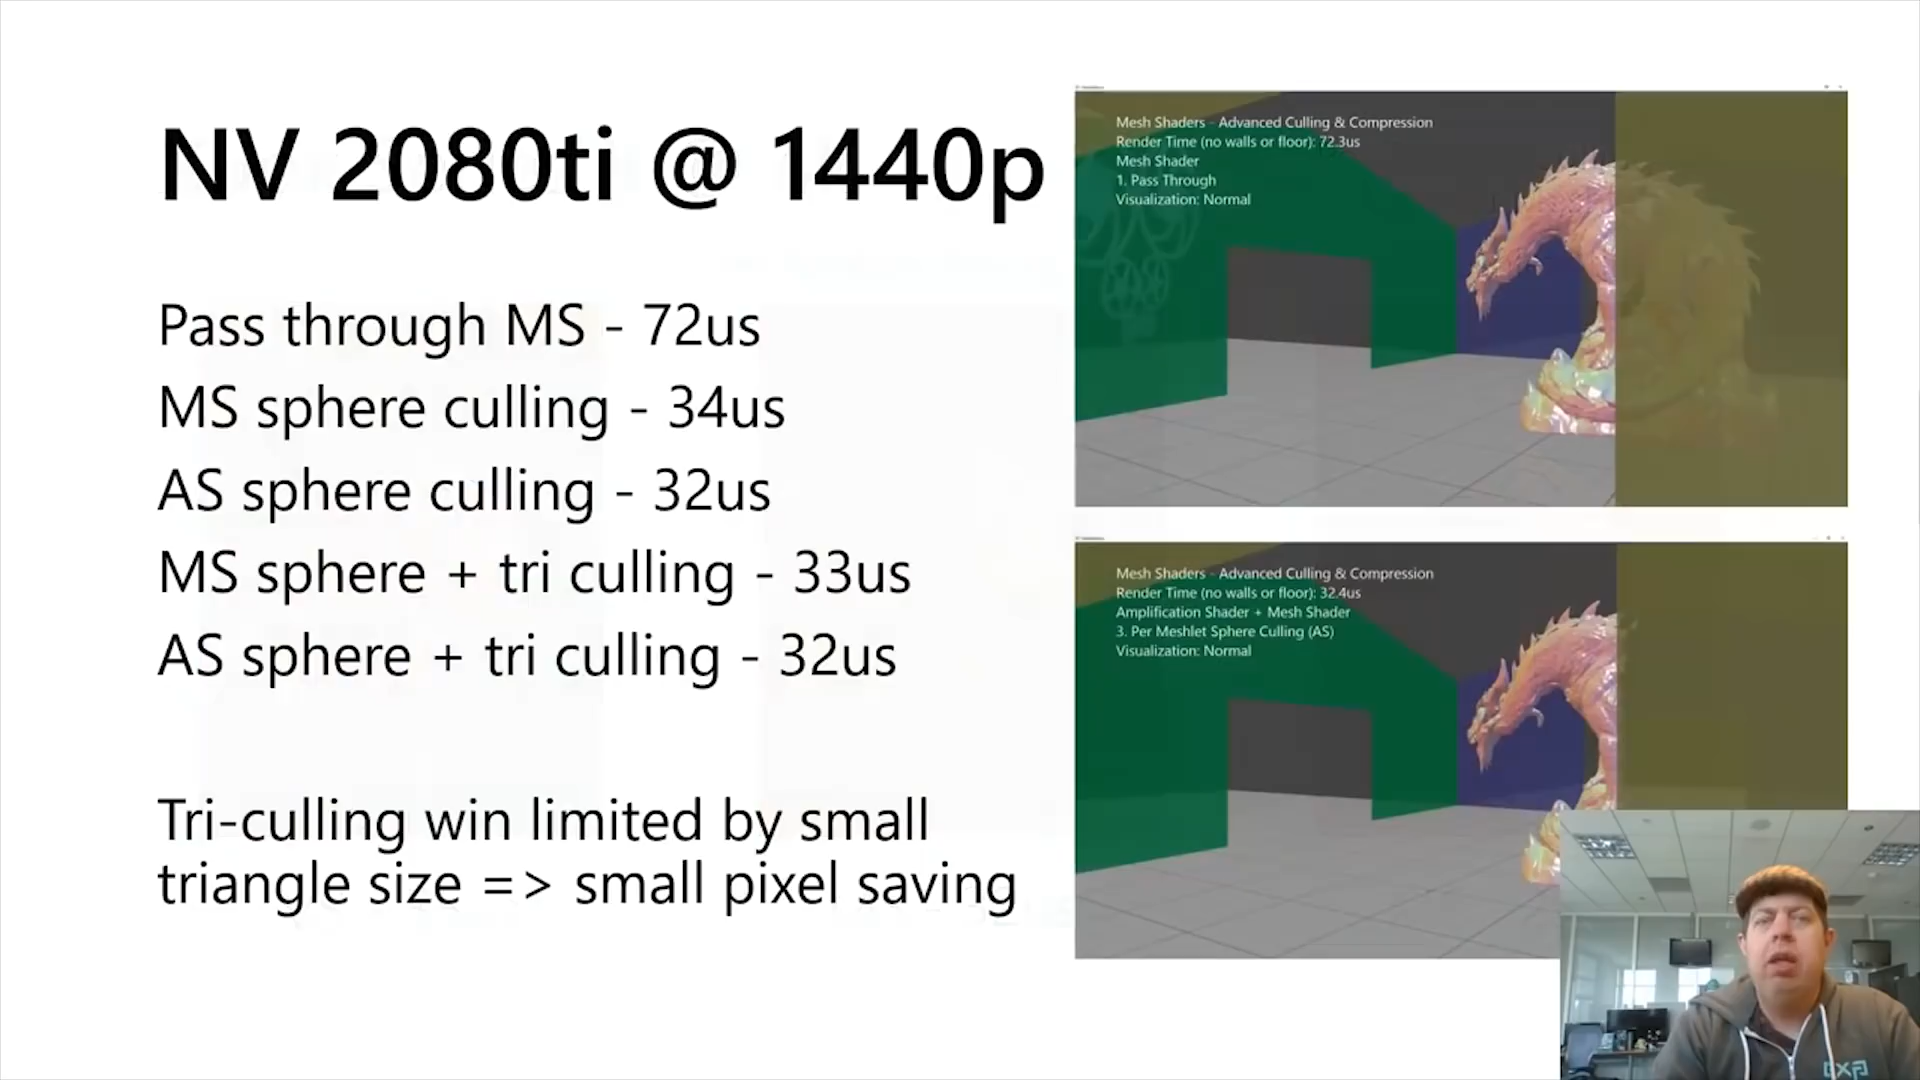 NV 2080ti @ 1440p
Pass through MS - 72us
MS sphere culling - 34us
AS sphere culling - 32us
MS sphere + tri culling - 33us
AS sphere + tri culling - 32us
Tri-culling win limited by small
triangle size => small pixel saving
Mesh Shaders - Advanced Culling & Compression
Render Time (no walls or floor): 72.3us
Mesh Shader
1. Pass Through
Visualization: Normal
Mesh Shaders - Advanced Culling & Compression
Render Time (no walls or floor): 32.4us
Amplification Shader + Mesh Shader
3. Per Meshlet Sphere Culling (AS)
Visualization: Normal